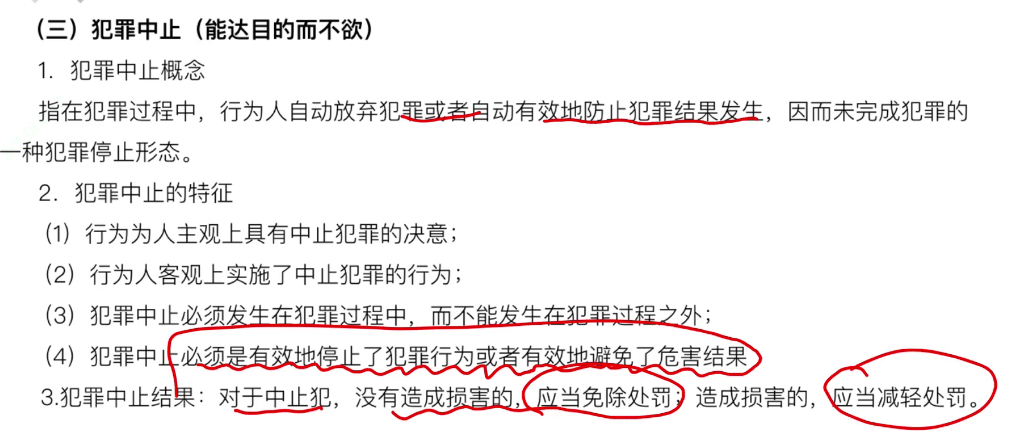 （三）犯罪中止（能达目的而不欲）
1. 犯罪中止概念
指在犯罪过程中，行为人自动放弃犯罪或者自动有效地防止犯罪结果发生，因而未完成犯罪的
一种犯罪停止形态。
2. 犯罪中止的特征
（1）行为为人主观上具有中止犯罪的决意；
（2）行为人客观上实施了中止犯罪的行为；
（3）犯罪中止必须发生在犯罪过程中，而不能发生在犯罪过程之外；
（4）犯罪中止必须是有效地停止了犯罪行为或者有效地避免了危害结果
3.犯罪中止结果：对于中止犯，没有造成损害的，应当免除处罚；造成损害的，应当减轻处罚。